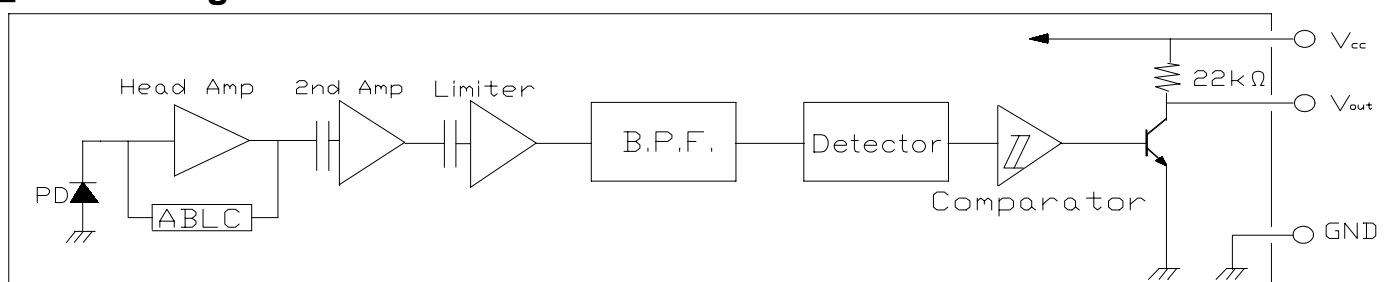 Vcc
22kΩ
Head Amp
2nd Amp
Limiter
Vout
B.P.F.
Detector
PD
ABLC
Comparator
GND